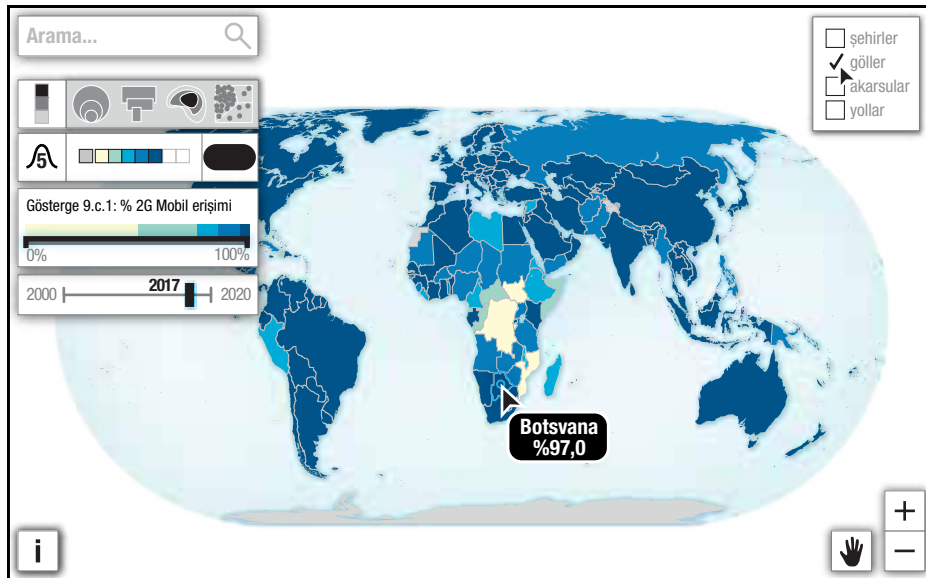 Arama...
şehirler
göller
akarsular
yollar
5
Gösterge 9.c.1: % 2G Mobil erişimi
0% 100%
2000 2017 2020
Botsvana
%97,0
i
+
−